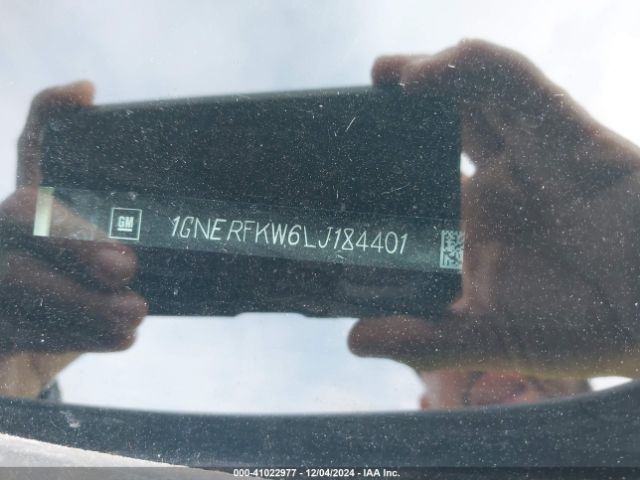 GM 1GNERFKW6LJ184401
000-41022977 - 12/04/2024 - IAA Inc.